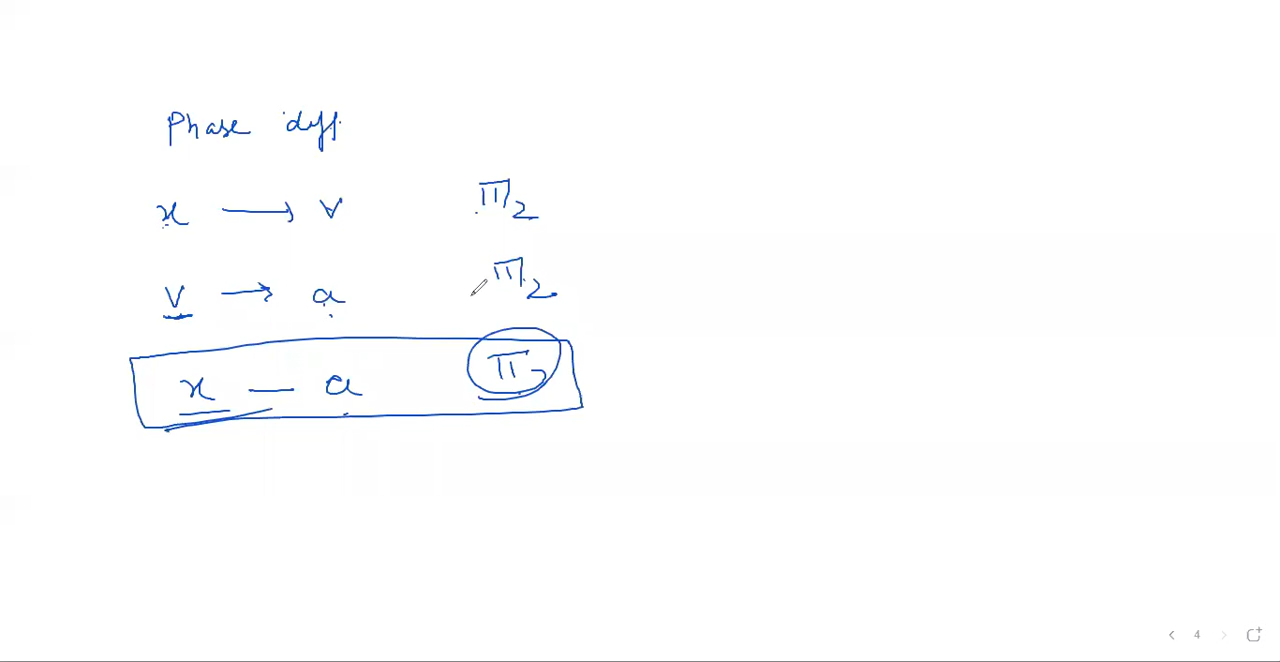 Phase diff.
x → v π/2
v → a π/2
x — a π
4